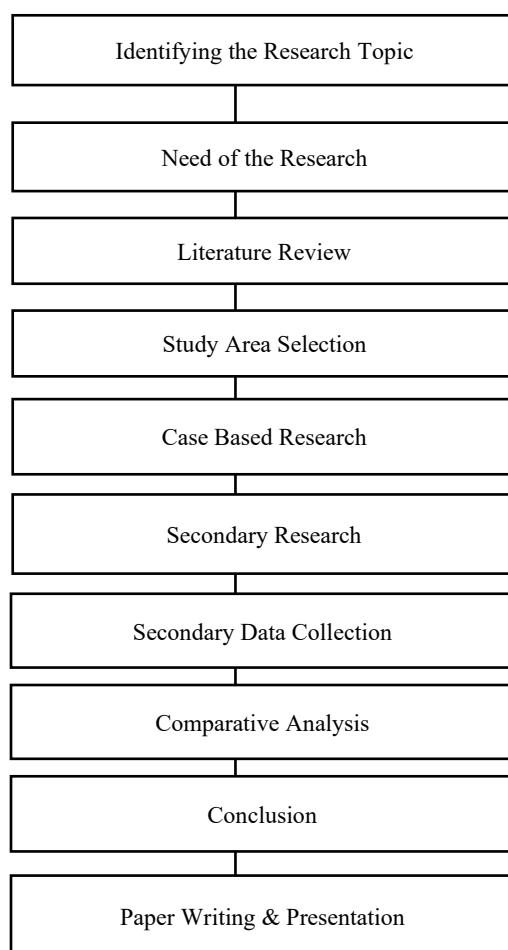 Identifying the Research Topic
Need of the Research
Literature Review
Study Area Selection
Case Based Research
Secondary Research
Secondary Data Collection
Comparative Analysis
Conclusion
Paper Writing & Presentation